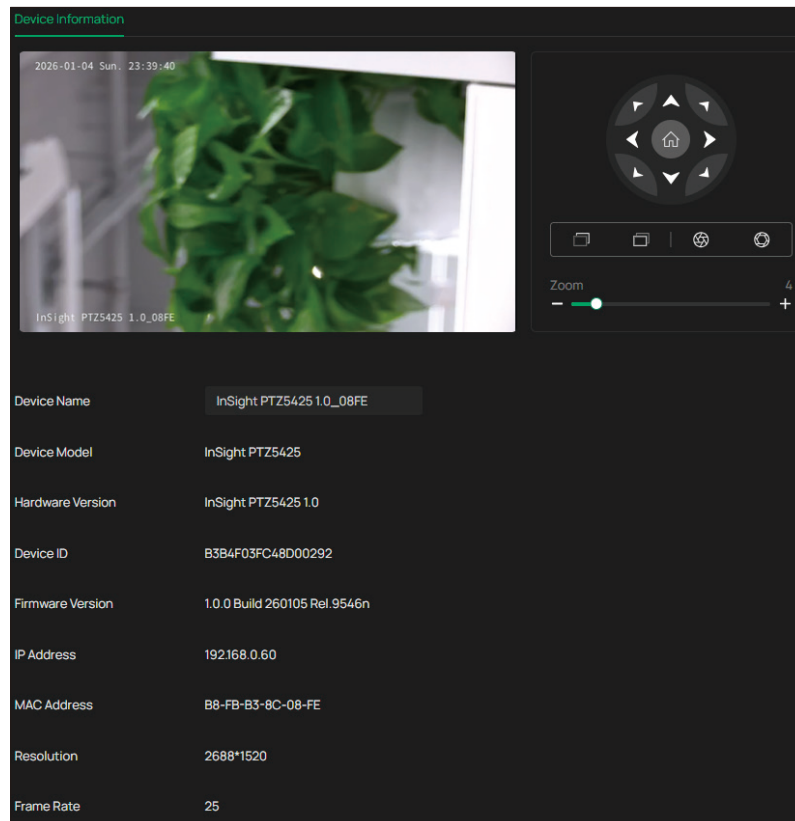 Device Information
2026-01-04 Sun. 23:39:40
InSight PTZ5425 1.0_08FE
Zoom 4
Device Name InSight PTZ5425 1.0_08FE
Device Model InSight PTZ5425
Hardware Version InSight PTZ5425 1.0
Device ID B3B4F03FC48D00292
Firmware Version 1.0.0 Build 260105 Rel.9546n
IP Address 192.168.0.60
MAC Address B8-FB-B3-8C-08-FE
Resolution 2688*1520
Frame Rate 25